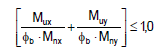 [ Mux / (ϕb · Mnx) + Muy / (ϕb · Mny) ] ≤ 1,0